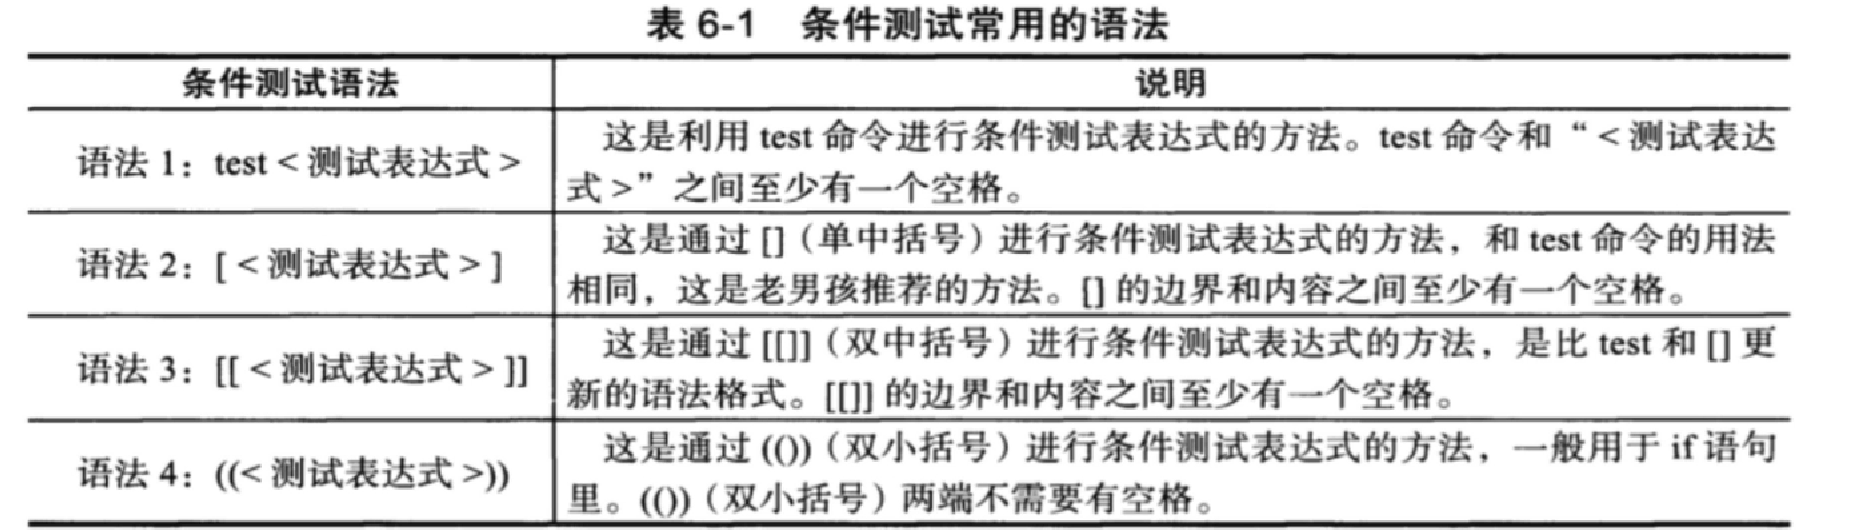 表 6-1 条件测试常用的语法
条件测试语法
说明
语法 1：test < 测试表达式 >
这是利用 test 命令进行条件测试表达式的方法。test 命令和“ < 测试表达
式 >”之间至少有一个空格。
语法 2：[ < 测试表达式 > ]
这是通过 []（单中括号）进行条件测试表达式的方法，和 test 命令的用法
相同，这是老男孩推荐的方法。[] 的边界和内容之间至少有一个空格。
语法 3：[[ < 测试表达式 > ]]
这是通过 [[]]（双中括号）进行条件测试表达式的方法，是比 test 和 [] 更
新的语法格式。[[]] 的边界和内容之间至少有一个空格。
语法 4：((< 测试表达式 >))
这是通过 (())（双小括号）进行条件测试表达式的方法，一般用于 if 语句
里。(())（双小括号）两端不需要有空格。